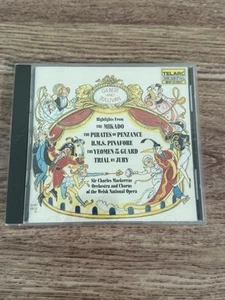 TELARC
GILBERT
AND
SULLIVAN
Highlights From
THE MIKADO
THE PIRATES OF PENZANCE
H.M.S. PINAFORE
THE YEOMEN OF THE GUARD
TRIAL BY JURY
Sir Charles Mackerras
Orchestra and Chorus
of the Welsh National Opera